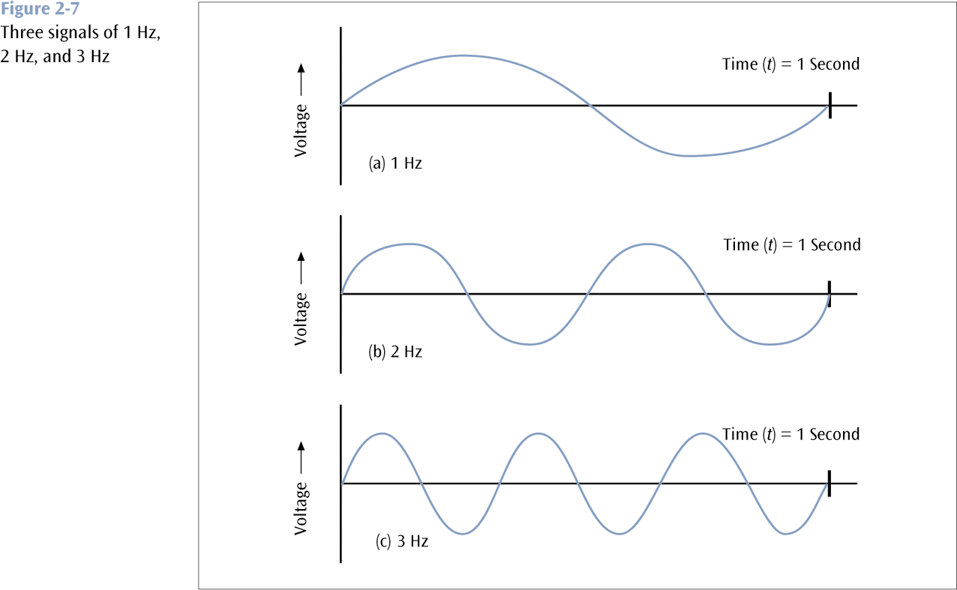 Figure 2-7
Three signals of 1 Hz,
2 Hz, and 3 Hz
Time (t) = 1 Second
Voltage
(a) 1 Hz
Time (t) = 1 Second
Voltage
(b) 2 Hz
Time (t) = 1 Second
Voltage
(c) 3 Hz